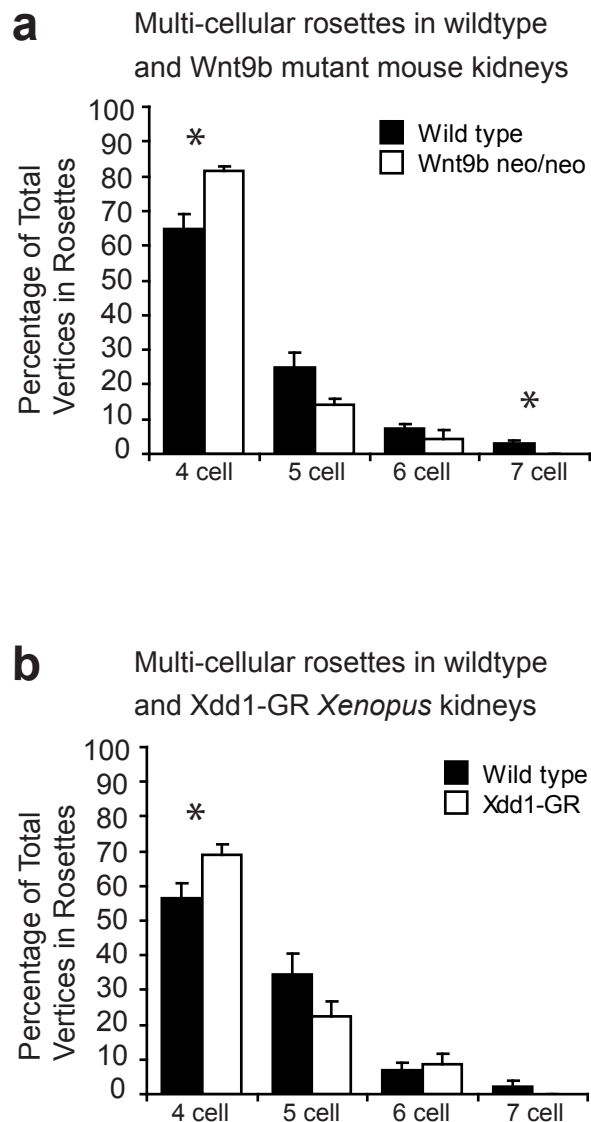 a
Multi-cellular rosettes in wildtype
and Wnt9b mutant mouse kidneys
Percentage of Total
Vertices in Rosettes
100
90
80
70
60
50
40
30
20
10
0
*
*
Wild type
Wnt9b neo/neo
4 cell 5 cell 6 cell 7 cell
b
Multi-cellular rosettes in wildtype
and Xdd1-GR Xenopus kidneys
Percentage of Total
Vertices in Rosettes
100
90
80
70
60
50
40
30
20
10
0
*
Wild type
Xdd1-GR
4 cell 5 cell 6 cell 7 cell